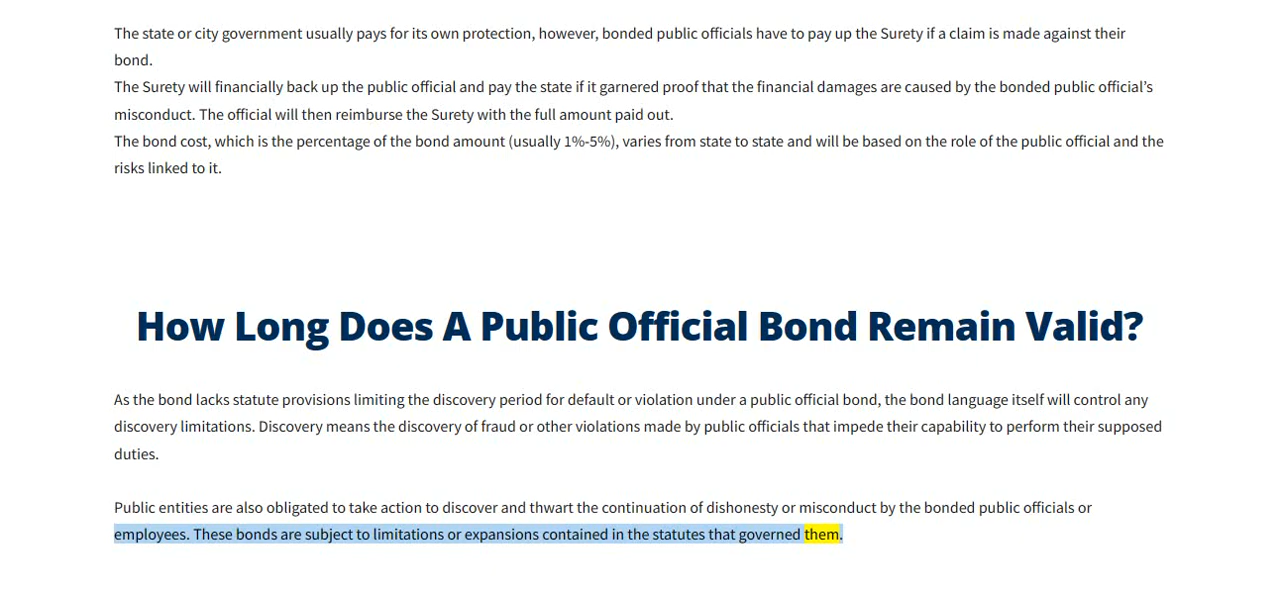 The state or city government usually pays for its own protection, however, bonded public officials have to pay up the Surety if a claim is made against their
bond.
The Surety will financially back up the public official and pay the state if it garnered proof that the financial damages are caused by the bonded public official’s
misconduct. The official will then reimburse the Surety with the full amount paid out.
The bond cost, which is the percentage of the bond amount (usually 1%-5%), varies from state to state and will be based on the role of the public official and the
risks linked to it.
How Long Does A Public Official Bond Remain Valid?
As the bond lacks statute provisions limiting the discovery period for default or violation under a public official bond, the bond language itself will control any
discovery limitations. Discovery means the discovery of fraud or other violations made by public officials that impede their capability to perform their supposed
duties.
Public entities are also obligated to take action to discover and thwart the continuation of dishonesty or misconduct by the bonded public officials or
employees. These bonds are subject to limitations or expansions contained in the statutes that governed them.